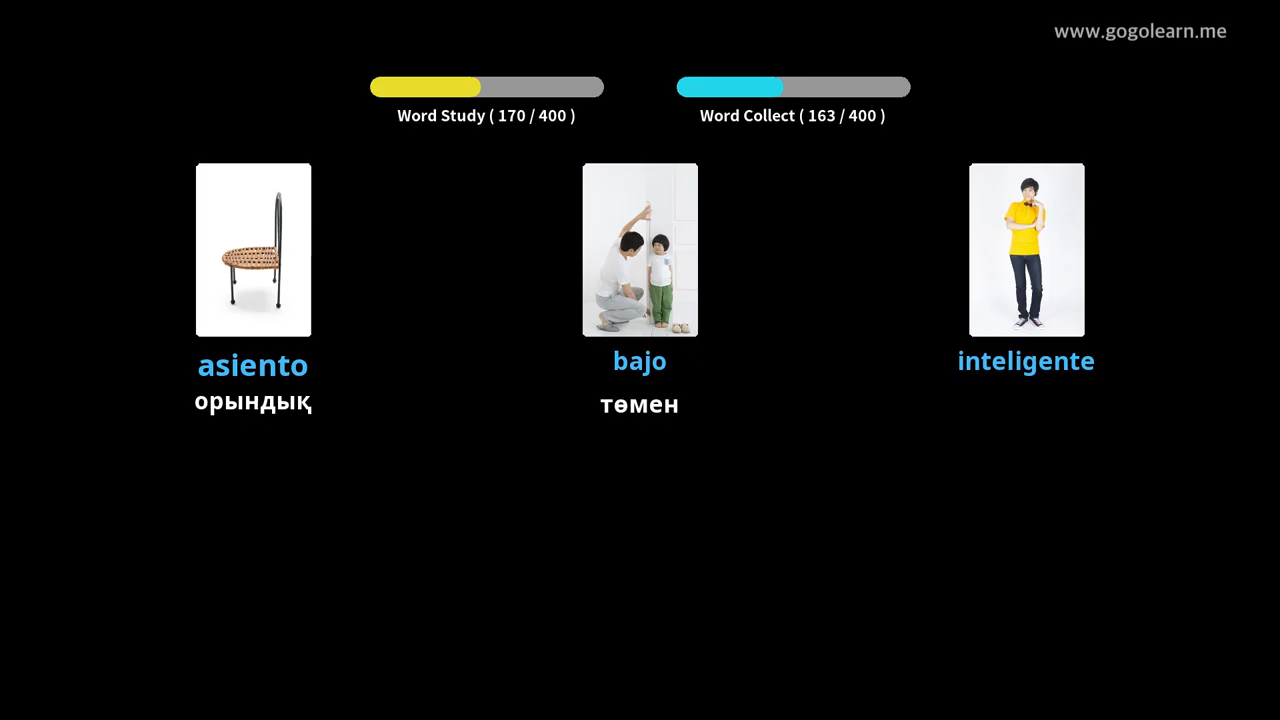 www.gogolearn.me
Word Study ( 170 / 400 )
Word Collect ( 163 / 400 )
asiento
орындық
bajo
төмен
inteligente